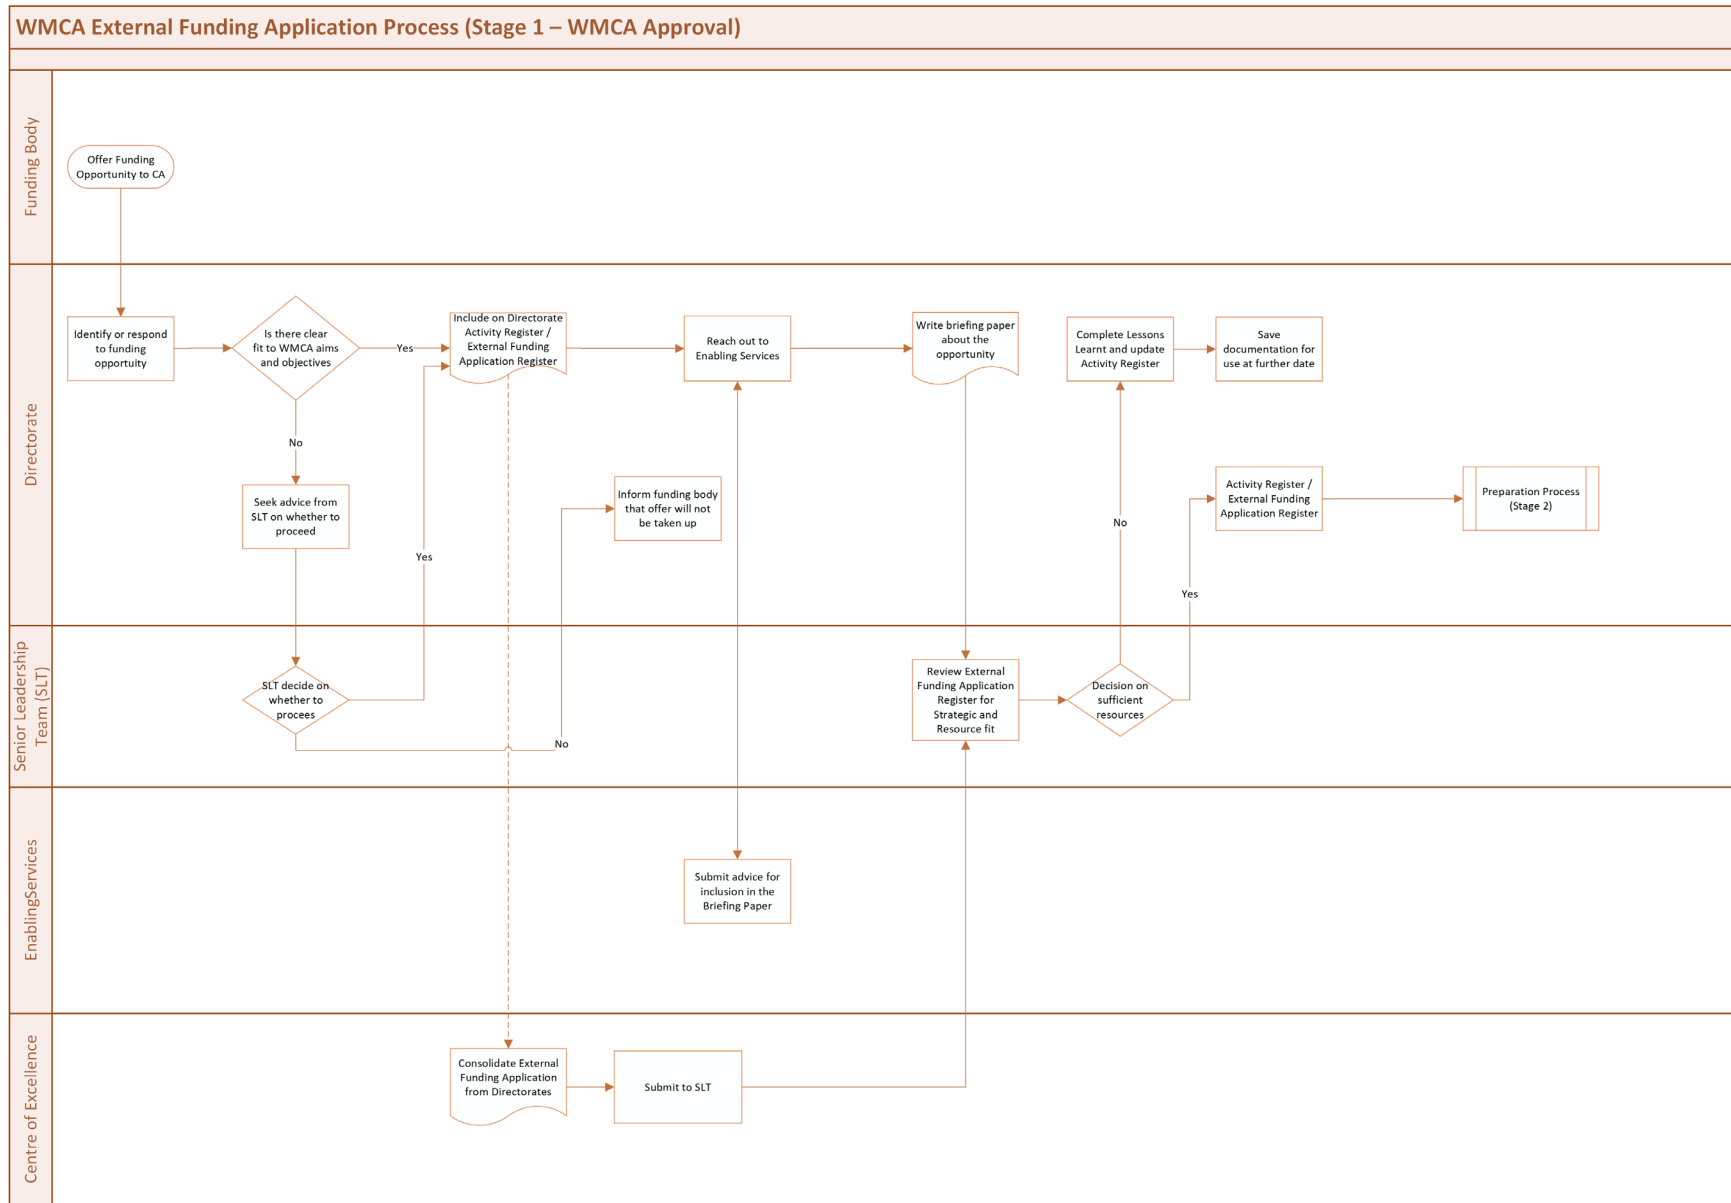 WMCA External Funding Application Process (Stage 1 – WMCA Approval)
Funding Body
Offer Funding
Opportunity to CA
Directorate
Identify or respond
to funding
opportuity
Is there clear
fit to WMCA aims
and objectives
Yes
No
Include on Directorate
Activity Register /
External Funding
Application Register
Reach out to
Enabling Services
Write briefing paper
about the
opportunity
Complete Lessons
Learnt and update
Activity Register
Save
documentation for
use at further date
Seek advice from
SLT on whether to
proceed
Yes
Inform funding body
that offer will not
be taken up
No
Yes
Activity Register /
External Funding
Application Register
Preparation Process
(Stage 2)
Senior Leadership
Team (SLT)
SLT decide on
whether to
procees
No
Review External
Funding Application
Register for
Strategic and
Resource fit
Decision on
sufficient
resources
EnablingServices
Submit advice for
inclusion in the
Briefing Paper
Centre of Excellence
Consolidate External
Funding Application
from Directorates
Submit to SLT